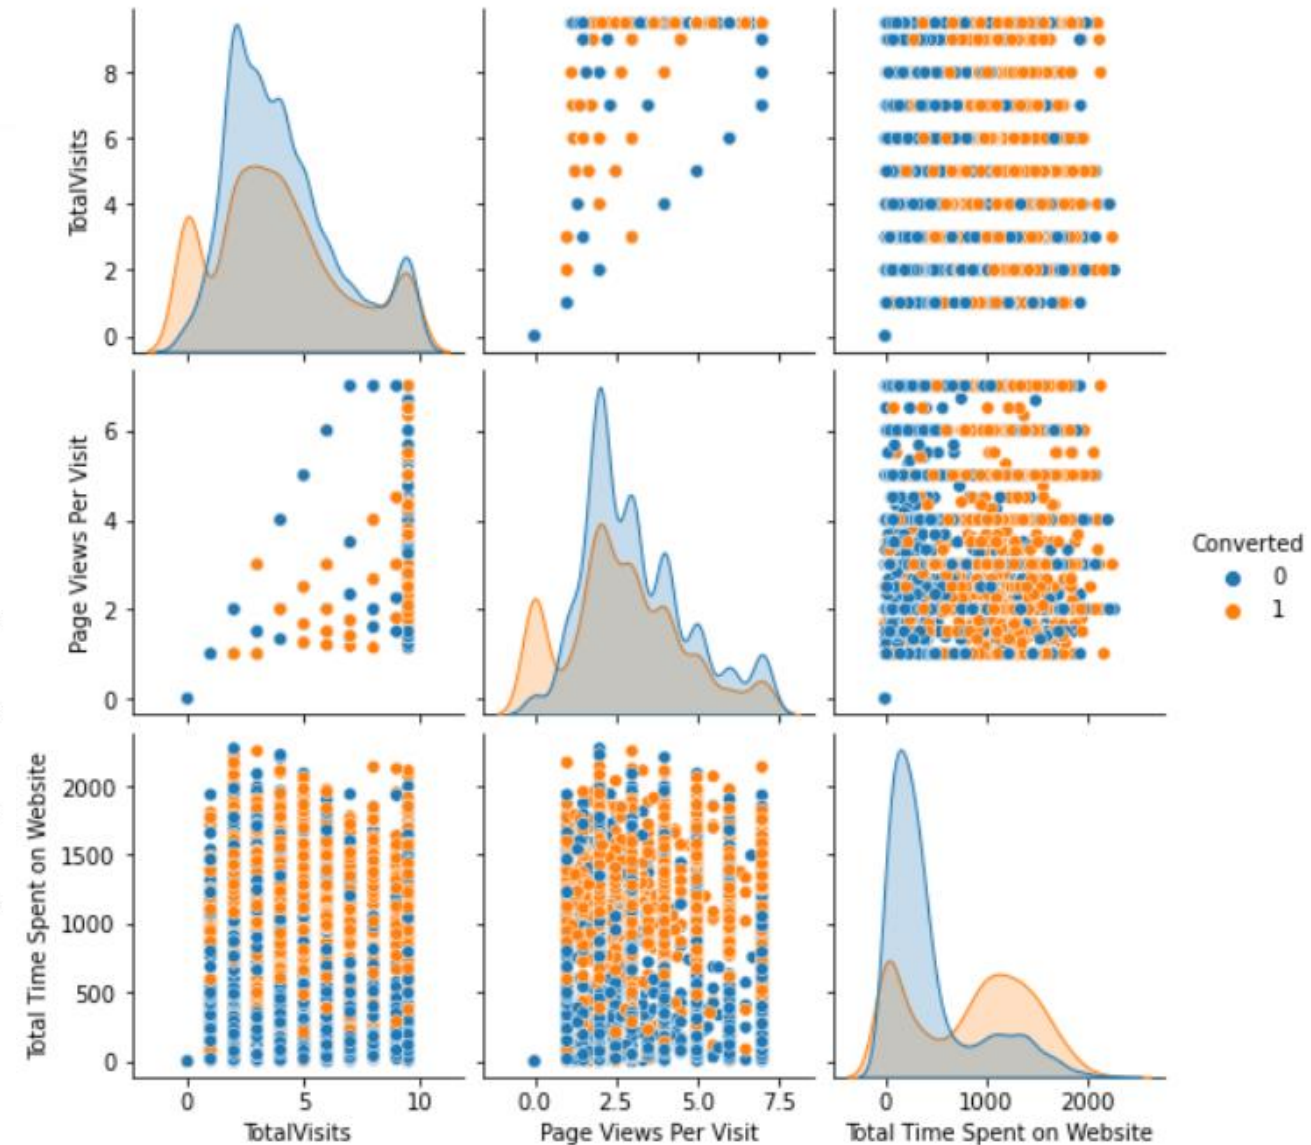 TotalVisits
8
6
4
2
0
Page Views Per Visit
6
4
2
0
Total Time Spent on Website
2000
1500
1000
500
0
0 5 10
TotalVisits
0.0 2.5 5.0 7.5
Page Views Per Visit
0 1000 2000
Total Time Spent on Website
Converted
0
1